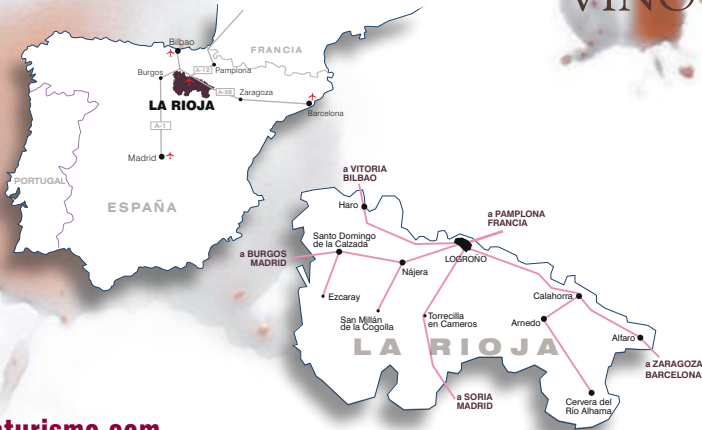 VINO
Bilbao
FRANCIA
A-12
Pamplona
Burgos
A-68
Zaragoza
LA RIOJA
Barcelona
A-1
Madrid
PORTUGAL
ESPAÑA
a VITORIA
BILBAO
Haro
a PAMPLONA
FRANCIA
Santo Domingo
de la Calzada
a BURGOS
MADRID
LOGROÑO
Nájera
Ezcaray
Calahorra
San Millán
de la Cogolla
Torrecilla
en Cameros
Arnedo
Alfaro
LA RIOJA
a ZARAGOZA
BARCELONA
a SORIA
MADRID
Cervera del
Río Alhama
aturismo.com